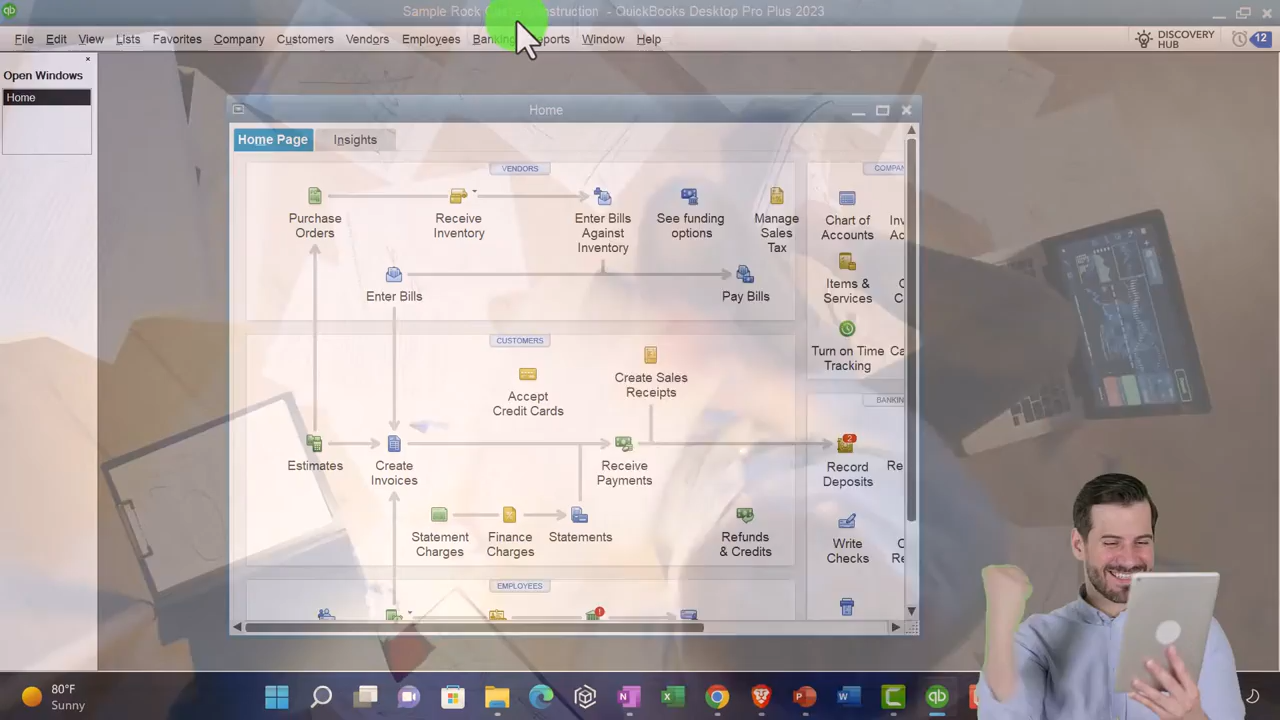 Sample Rock - QuickBooks Desktop Pro Plus 2023
File Edit View Lists Favorites Company Customers Vendors Employees Window Help
DISCOVERY
HUB
12
Open Windows
Home
Home
Home Page Insights
VENDORS
Purchase
Orders
Receive
Inventory
Enter Bills
Against
Inventory
See funding
options
Manage
Sales
Tax
Enter Bills
Pay Bills
Chart of
Accounts
Items &
Services
Turn on Time
Tracking
CUSTOMERS
Accept
Credit Cards
Create Sales
Receipts
Estimates
Create
Invoices
Receive
Payments
Statement
Charges
Finance
Charges
Statements
Refunds
& Credits
2
Record
Deposits
Write
Checks
EMPLOYEES
80°F
Sunny